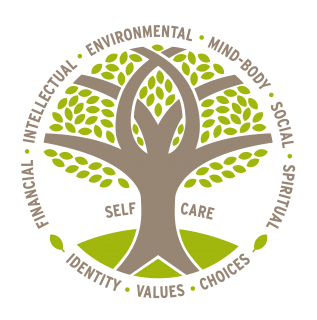 FINANCIAL • INTELLECTUAL • ENVIRONMENTAL • MIND-BODY • SOCIAL • SPIRITUAL
SELF CARE
IDENTITY • VALUES • CHOICES